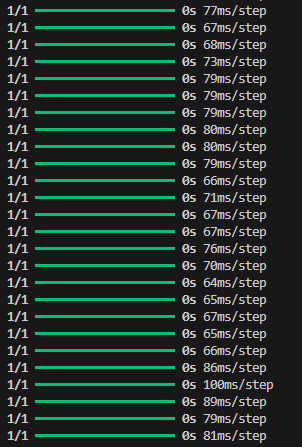 1/1 ━━━━━━━━━━━━━━━━━━━━ 0s 77ms/step
1/1 ━━━━━━━━━━━━━━━━━━━━ 0s 67ms/step
1/1 ━━━━━━━━━━━━━━━━━━━━ 0s 68ms/step
1/1 ━━━━━━━━━━━━━━━━━━━━ 0s 73ms/step
1/1 ━━━━━━━━━━━━━━━━━━━━ 0s 79ms/step
1/1 ━━━━━━━━━━━━━━━━━━━━ 0s 79ms/step
1/1 ━━━━━━━━━━━━━━━━━━━━ 0s 79ms/step
1/1 ━━━━━━━━━━━━━━━━━━━━ 0s 80ms/step
1/1 ━━━━━━━━━━━━━━━━━━━━ 0s 80ms/step
1/1 ━━━━━━━━━━━━━━━━━━━━ 0s 79ms/step
1/1 ━━━━━━━━━━━━━━━━━━━━ 0s 66ms/step
1/1 ━━━━━━━━━━━━━━━━━━━━ 0s 71ms/step
1/1 ━━━━━━━━━━━━━━━━━━━━ 0s 67ms/step
1/1 ━━━━━━━━━━━━━━━━━━━━ 0s 67ms/step
1/1 ━━━━━━━━━━━━━━━━━━━━ 0s 76ms/step
1/1 ━━━━━━━━━━━━━━━━━━━━ 0s 70ms/step
1/1 ━━━━━━━━━━━━━━━━━━━━ 0s 64ms/step
1/1 ━━━━━━━━━━━━━━━━━━━━ 0s 65ms/step
1/1 ━━━━━━━━━━━━━━━━━━━━ 0s 67ms/step
1/1 ━━━━━━━━━━━━━━━━━━━━ 0s 65ms/step
1/1 ━━━━━━━━━━━━━━━━━━━━ 0s 66ms/step
1/1 ━━━━━━━━━━━━━━━━━━━━ 0s 86ms/step
1/1 ━━━━━━━━━━━━━━━━━━━━ 0s 100ms/step
1/1 ━━━━━━━━━━━━━━━━━━━━ 0s 89ms/step
1/1 ━━━━━━━━━━━━━━━━━━━━ 0s 79ms/step
1/1 ━━━━━━━━━━━━━━━━━━━━ 0s 81ms/step